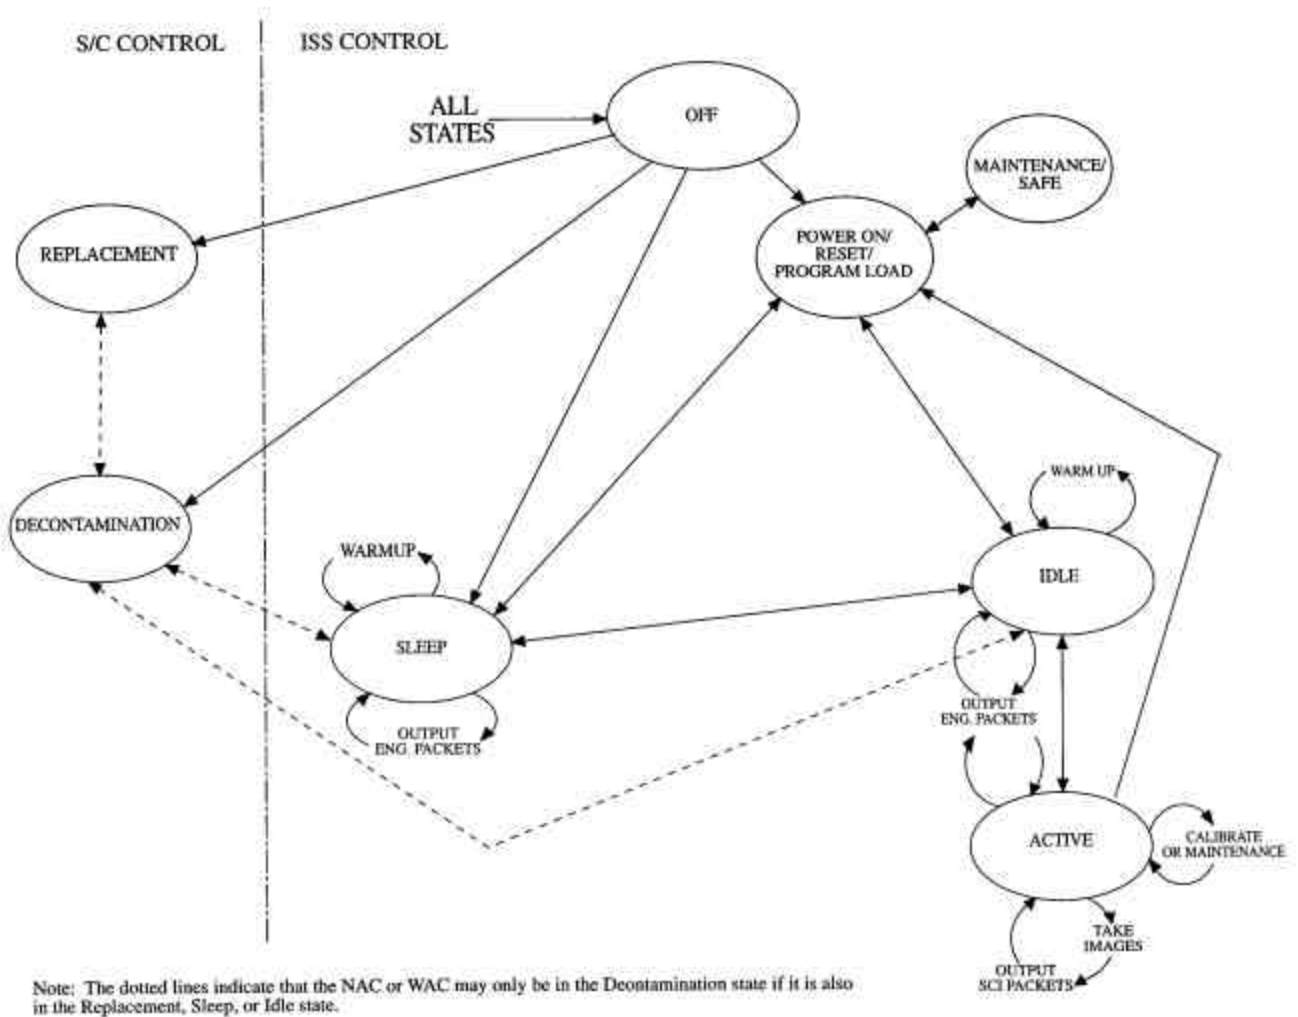 S/C CONTROL
ISS CONTROL
ALL
STATES
OFF
MAINTENANCE/
SAFE
POWER ON/
RESET/
PROGRAM LOAD
REPLACEMENT
DECONTAMINATION
WARM UP
IDLE
WARMUP
SLEEP
OUTPUT
ENG. PACKETS
OUTPUT
ENG. PACKETS
ACTIVE
CALIBRATE
OR MAINTENANCE
TAKE
IMAGES
OUTPUT
SCI PACKETS
Note: The dotted lines indicate that the NAC or WAC may only be in the Deontamination state if it is also
in the Replacement, Sleep, or Idle state.